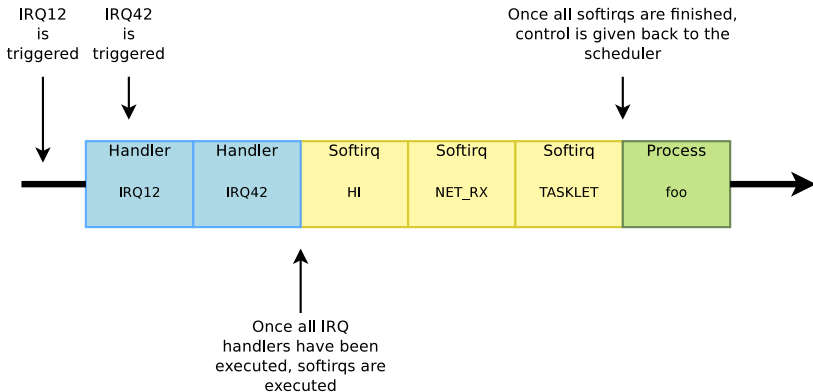 IRQ12
is
triggered
IRQ42
is
triggered
Once all softirqs are finished,
control is given back to the
scheduler
Handler
IRQ12
Handler
IRQ42
Softirq
HI
Softirq
NET_RX
Softirq
TASKLET
Process
foo
Once all IRQ
handlers have been
executed, softirqs are
executed